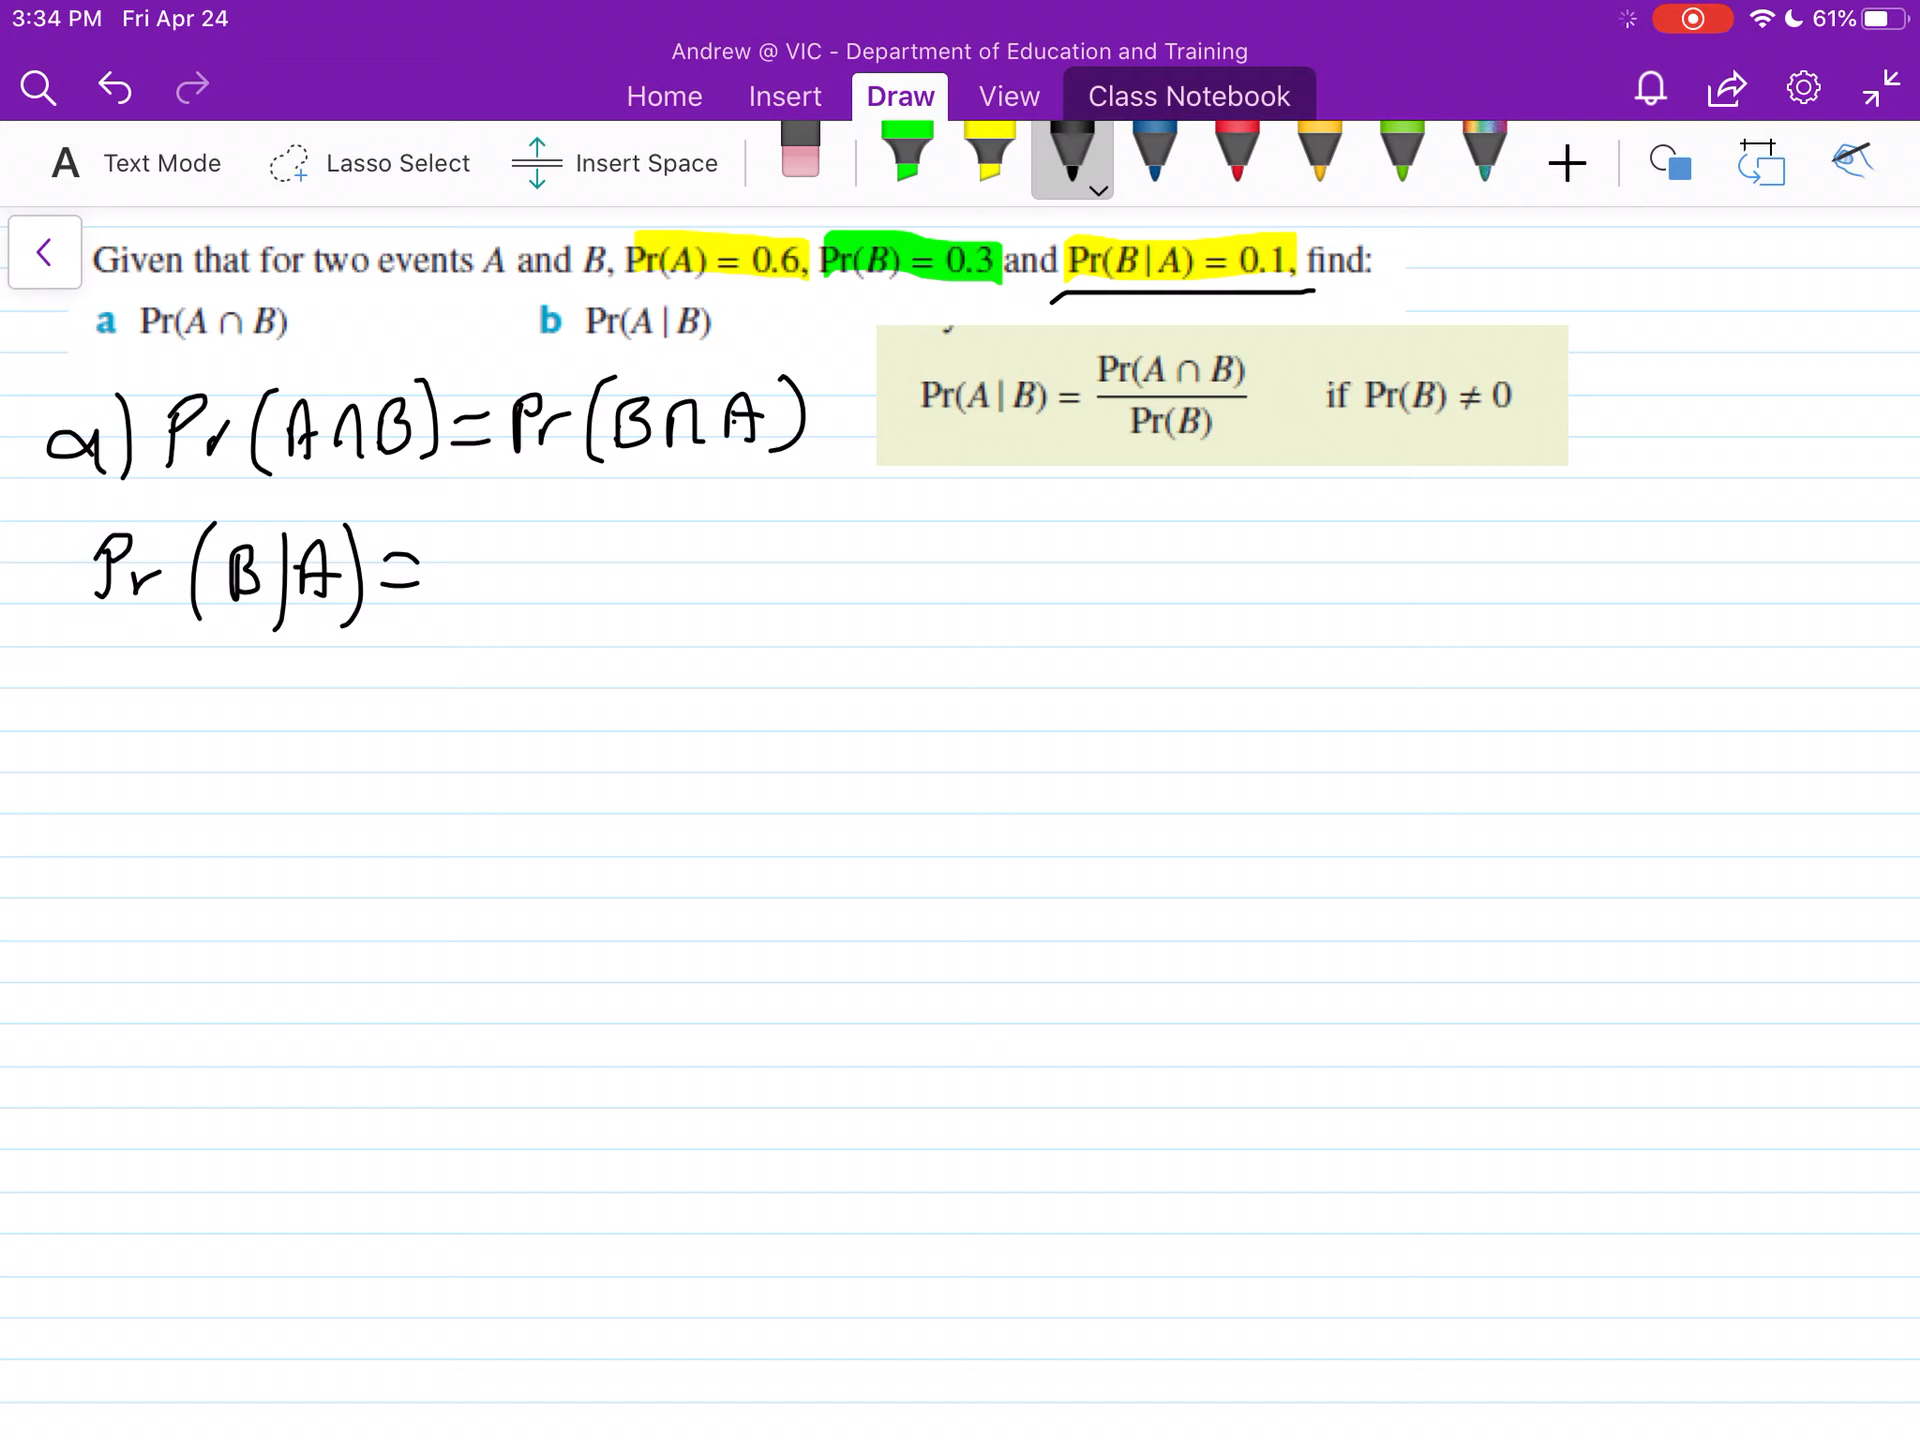 3:34 PM Fri Apr 24 61%
Andrew @ VIC - Department of Education and Training
Home Insert Draw View Class Notebook
A Text Mode Lasso Select Insert Space
Given that for two events A and B, Pr(A) = 0.6, Pr(B) = 0.3 and Pr(B | A) = 0.1, find:
a Pr(A ∩ B) b Pr(A | B)
Pr(A | B) = Pr(A ∩ B) / Pr(B) if Pr(B) ≠ 0
a) Pr(A∩B) = Pr(B∩A)
Pr(B|A) =